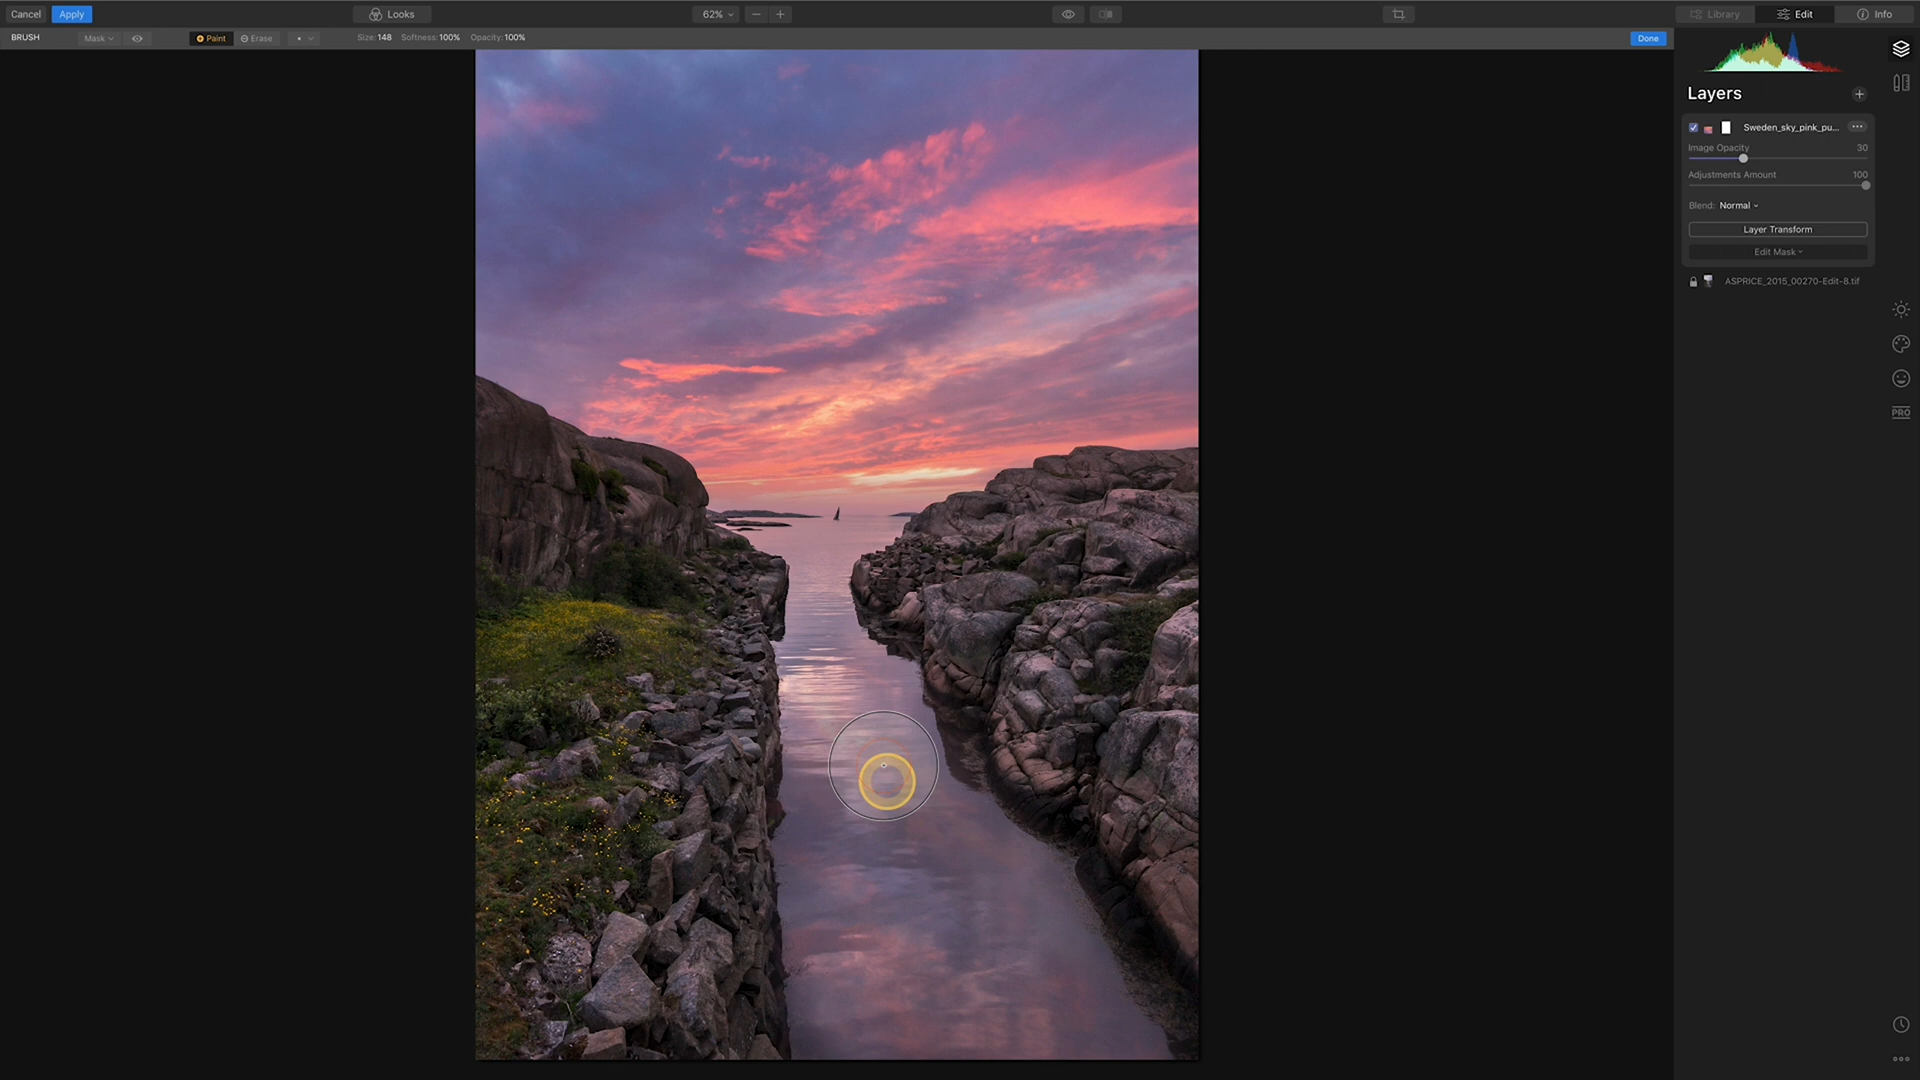 Cancel Apply Looks 62% Library Edit Info
BRUSH Mask Paint Erase Size: 148 Softness: 100% Opacity: 100% Done
Layers
Sweden_sky_pink_pu...
Image Opacity 30
Adjustments Amount 100
Blend: Normal
Layer Transform
Edit Mask
ASPRICE_2015_00270-Edit-8.tif
PRO